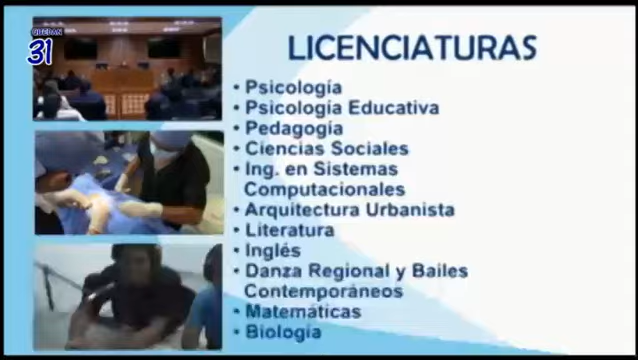 QUEDAN
31
LICENCIATURAS
• Psicología
• Psicología Educativa
• Pedagogía
• Ciencias Sociales
• Ing. en Sistemas
Computacionales
• Arquitectura Urbanista
• Literatura
• Inglés
• Danza Regional y Bailes
Contemporáneos
• Matemáticas
• Biología